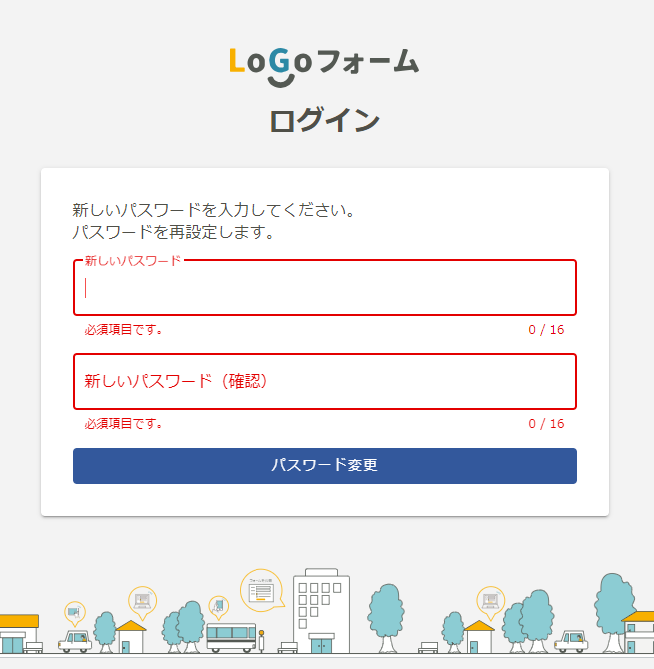 LoGoフォーム
ログイン
新しいパスワードを入力してください。
パスワードを再設定します。
新しいパスワード
必須項目です。 0 / 16
新しいパスワード（確認）
必須項目です。 0 / 16
パスワード変更